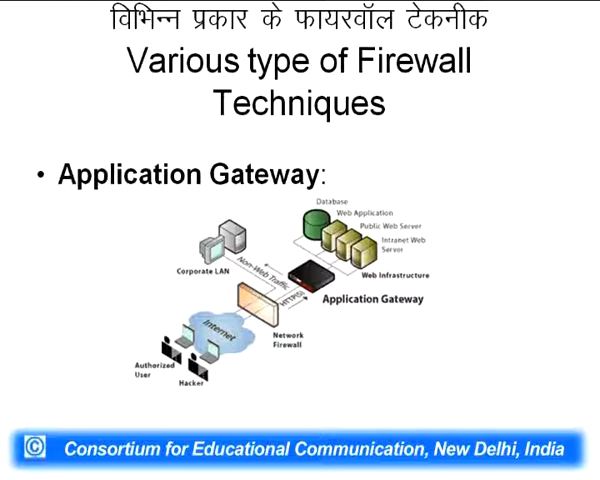 विभिन्न प्रकार के फायरवॉल टेकनीक
Various type of Firewall
Techniques
• Application Gateway:
Database
Web Application
Public Web Server
Intranet Web
Server
Corporate LAN
Non-Web Traffic
Web Infrastructure
HTTP(S)
Application Gateway
Internet
Network
Firewall
Authorized
User
Hacker
© Consortium for Educational Communication, New Delhi, India